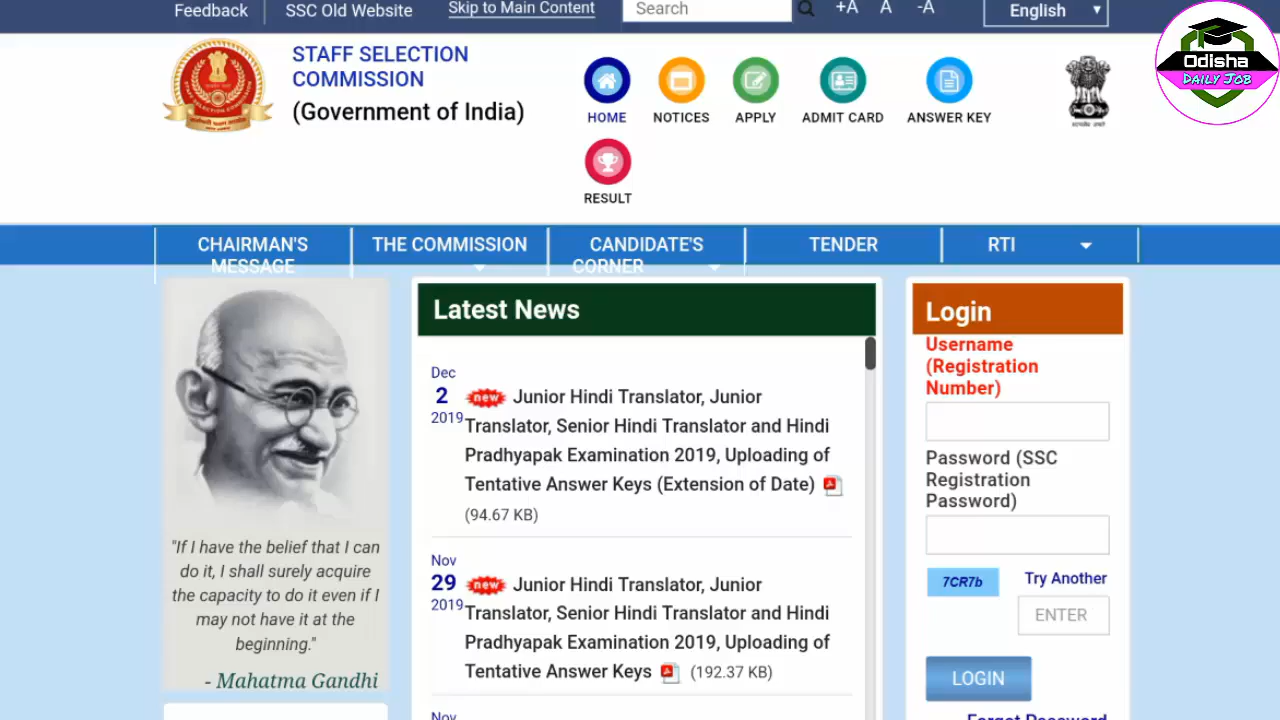 Feedback
SSC Old Website
Skip to Main Content
Search
+A
A
-A
English
Odisha
DAILY JOB
STAFF SELECTION
COMMISSION
(Government of India)
HOME
NOTICES
APPLY
ADMIT CARD
ANSWER KEY
RESULT
CHAIRMAN'S
MESSAGE
THE COMMISSION
CANDIDATE'S
CORNER
TENDER
RTI
"If I have the belief that I can
do it, I shall surely acquire
the capacity to do it even if I
may not have it at the
beginning."
- Mahatma Gandhi
Latest News
Dec
2
2019
new
Junior Hindi Translator, Junior
Translator, Senior Hindi Translator and Hindi
Pradhyapak Examination 2019, Uploading of
Tentative Answer Keys (Extension of Date)
(94.67 KB)
Nov
29
2019
new
Junior Hindi Translator, Junior
Translator, Senior Hindi Translator and Hindi
Pradhyapak Examination 2019, Uploading of
Tentative Answer Keys (192.37 KB)
Nov
Login
Username
(Registration
Number)
Password (SSC
Registration
Password)
7CR7b
Try Another
ENTER
LOGIN
Forgot Password